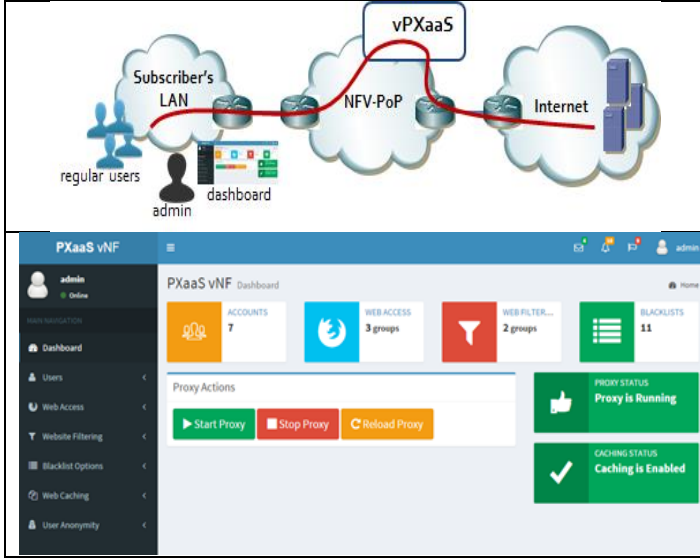 vPXaaS
Subscriber's
LAN
NFV-PoP
Internet
regular users
dashboard
admin
PXaaS vNF
admin
admin
Online
PXaaS vNF Dashboard
Home
MAIN NAVIGATION
Dashboard
Users
Web Access
Website Filtering
Blacklist Options
Web Caching
User Anonymity
ACCOUNTS
7
WEB ACCESS
3 groups
WEB FILTER...
2 groups
BLACKLISTS
11
Proxy Actions
Start Proxy
Stop Proxy
Reload Proxy
PROXY STATUS
Proxy is Running
CACHING STATUS
Caching is Enabled